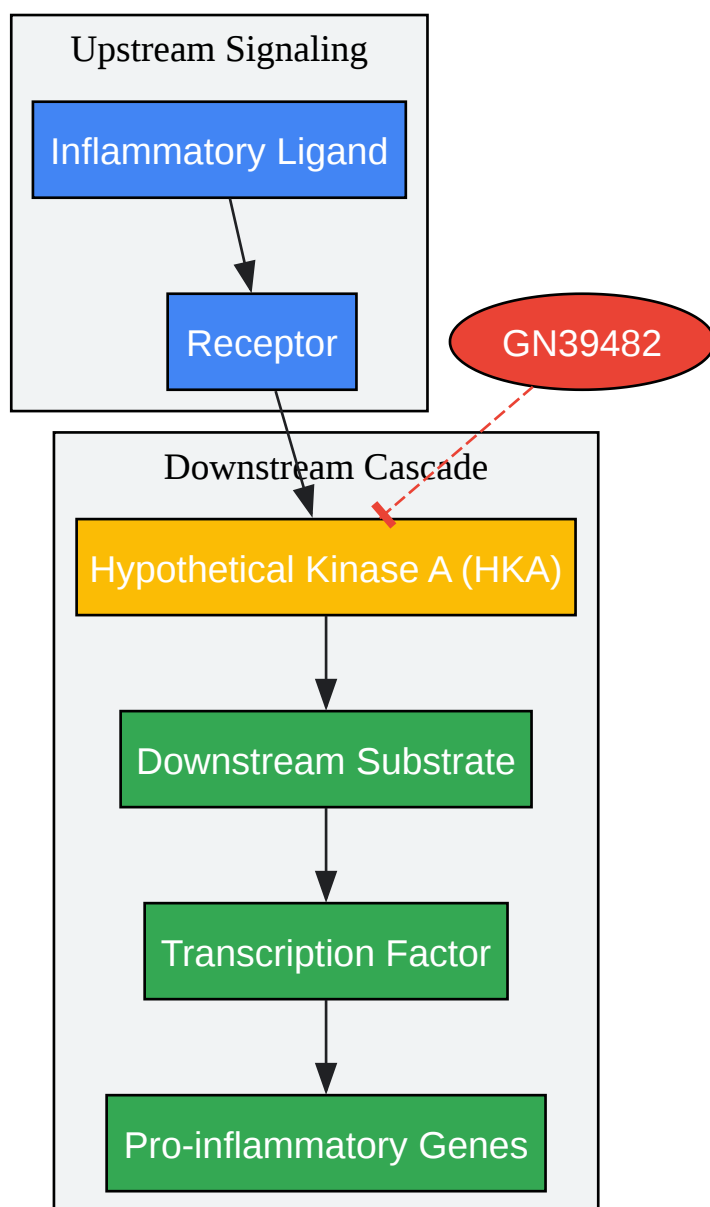 Upstream Signaling
Inflammatory Ligand
Receptor
GN39482
Downstream Cascade
Hypothetical Kinase A (HKA)
Downstream Substrate
Transcription Factor
Pro-inflammatory Genes